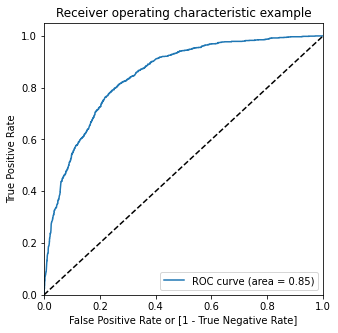 Receiver operating characteristic example
True Positive Rate
1.0
0.8
0.6
0.4
0.2
0.0
ROC curve (area = 0.85)
0.0 0.2 0.4 0.6 0.8 1.0
False Positive Rate or [1 - True Negative Rate]